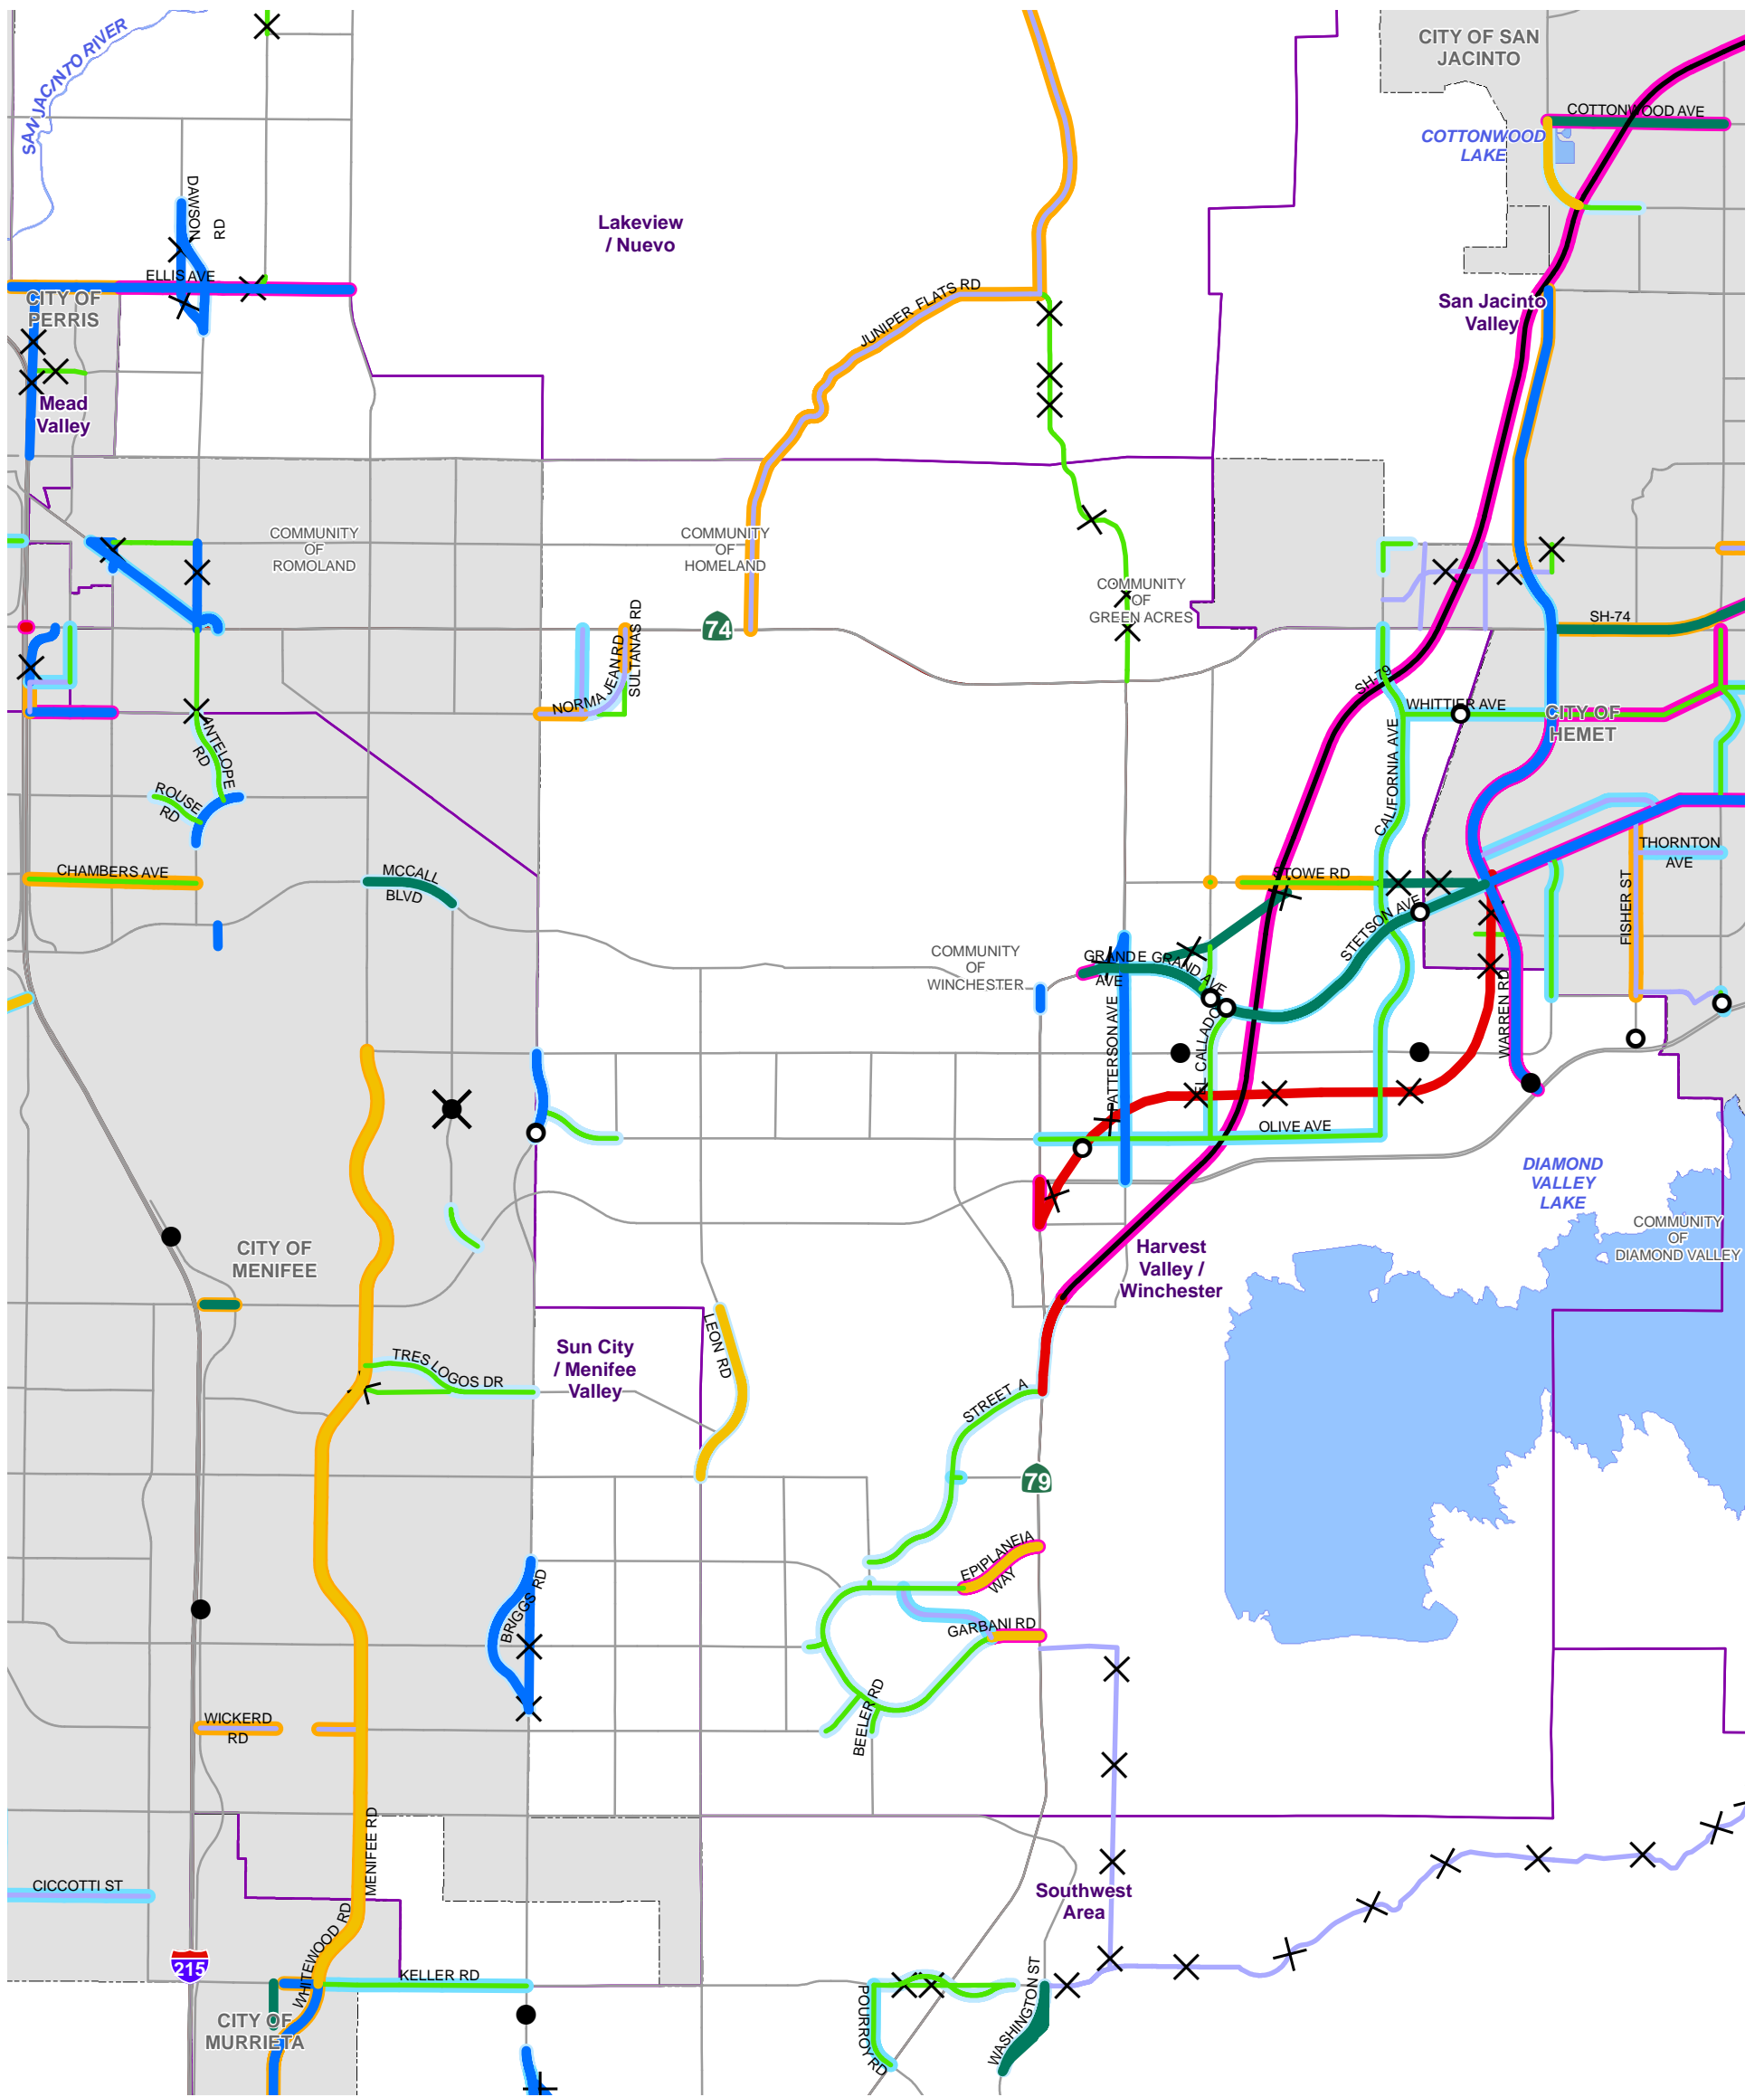 SAN JACINTO RIVER
CITY OF SAN
JACINTO
COTTONWOOD AVE
COTTONWOOD
LAKE
DAWSON
RD
Lakeview
/ Nuevo
ELLIS AVE
CITY OF
PERRIS
JUNIPER FLATS RD
San Jacinto
Valley
Mead
Valley
COMMUNITY
OF
ROMOLAND
COMMUNITY
OF
HOMELAND
COMMUNITY
OF
GREEN ACRES
SH-74
74
NORMA JEAN RD
SULTANAS RD
SH-79
WHITTIER AVE
CITY OF
HEMET
ANTELOPE
RD
CALIFORNIA AVE
ROUSE
RD
THORNTON
AVE
CHAMBERS AVE
MCCALL
BLVD
STOWE RD
FISHER ST
STETSON AVE
COMMUNITY
OF
WINCHESTER
GRANDE
AVE
GRAND AVE
WARREN RD
PATTERSON AVE
EL CALLADO
OLIVE AVE
DIAMOND
VALLEY
LAKE
COMMUNITY
OF
DIAMOND VALLEY
CITY OF
MENIFEE
Harvest
Valley /
Winchester
LEON RD
Sun City
/ Menifee
Valley
TRES LOGOS DR
STREET A
79
EPIPLANEIA
WAY
BRIGGS RD
GARBANI RD
BEELER RD
WICKERD
RD
MENIFEE RD
CICCOTTI ST
Southwest
Area
WHITEWOOD RD
215
KELLER RD
CITY OF
MURRIETA
POURROY RD
WASHINGTON ST